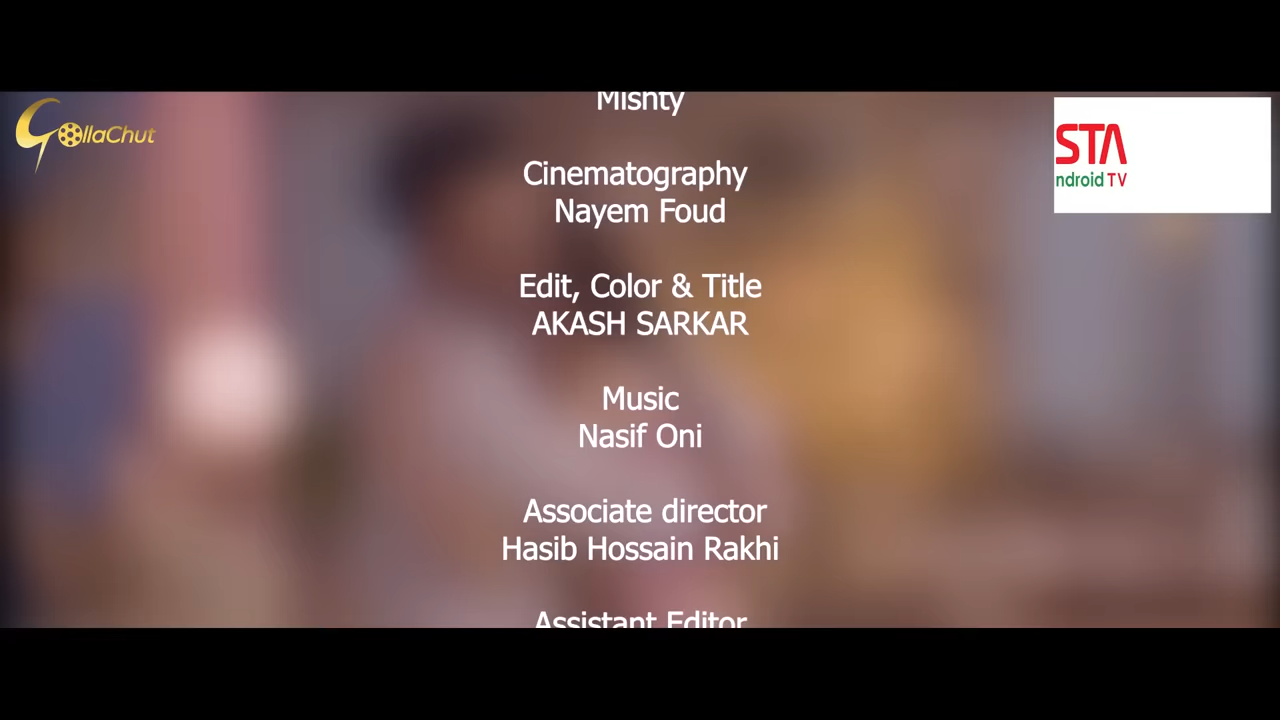 Mishty
GollaChut
STA
ndroid TV
Cinematography
Nayem Foud
Edit, Color & Title
AKASH SARKAR
Music
Nasif Oni
Associate director
Hasib Hossain Rakhi
Assistant Editor